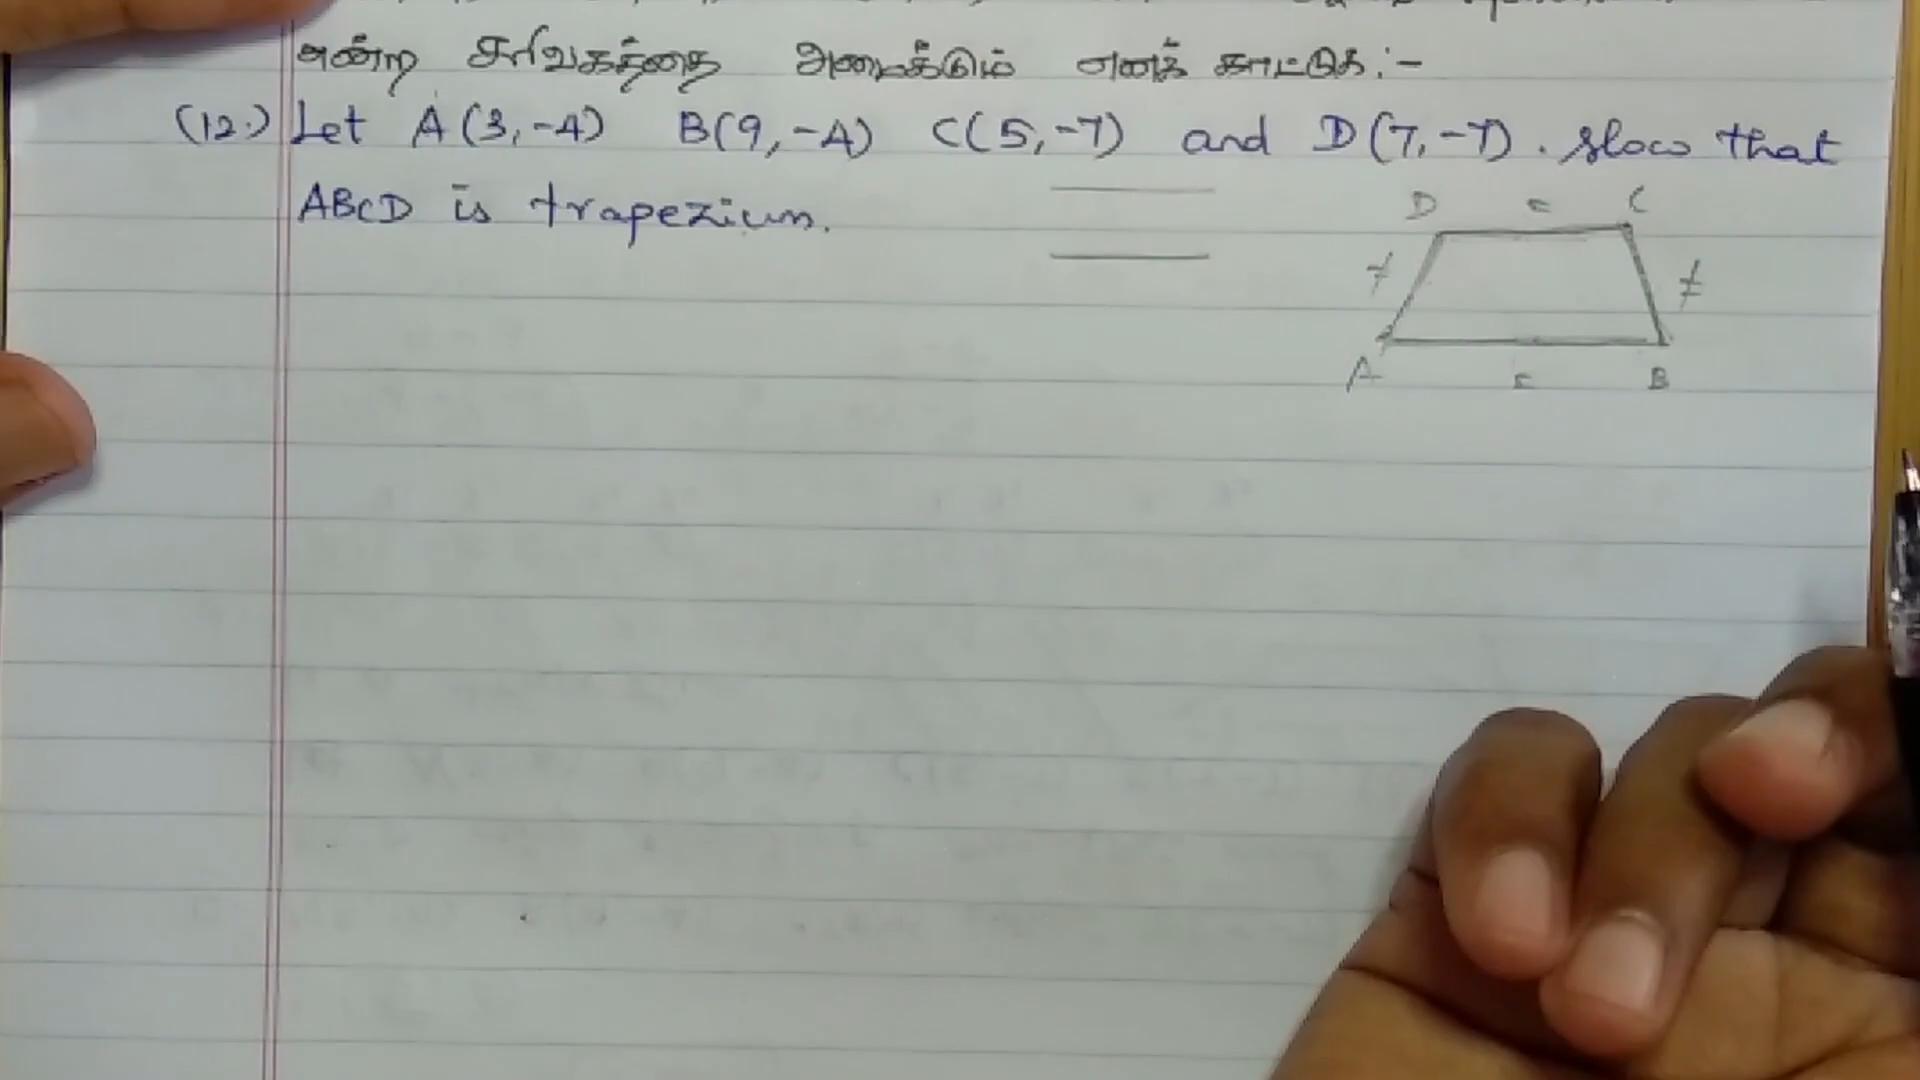 என்ற சரிவகத்தை அமைக்கும் எனக் காட்டுக:-
(12.) Let A(3,-4) B(9,-4) C(5,-7) and D(7,-7). Show that
ABCD is trapezium.
D = C
≠ ≠
A = B